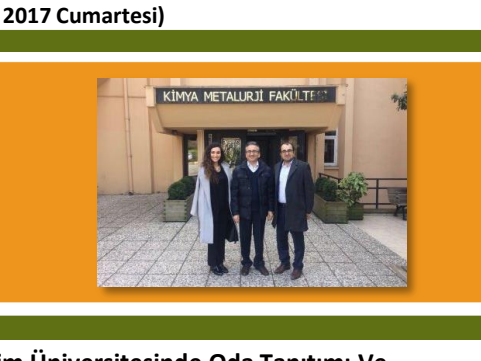 2017 Cumartesi)
KİMYA METALURJİ FAKÜLTESİ
im Üniversitesinde Oda Tanıtımı Ve